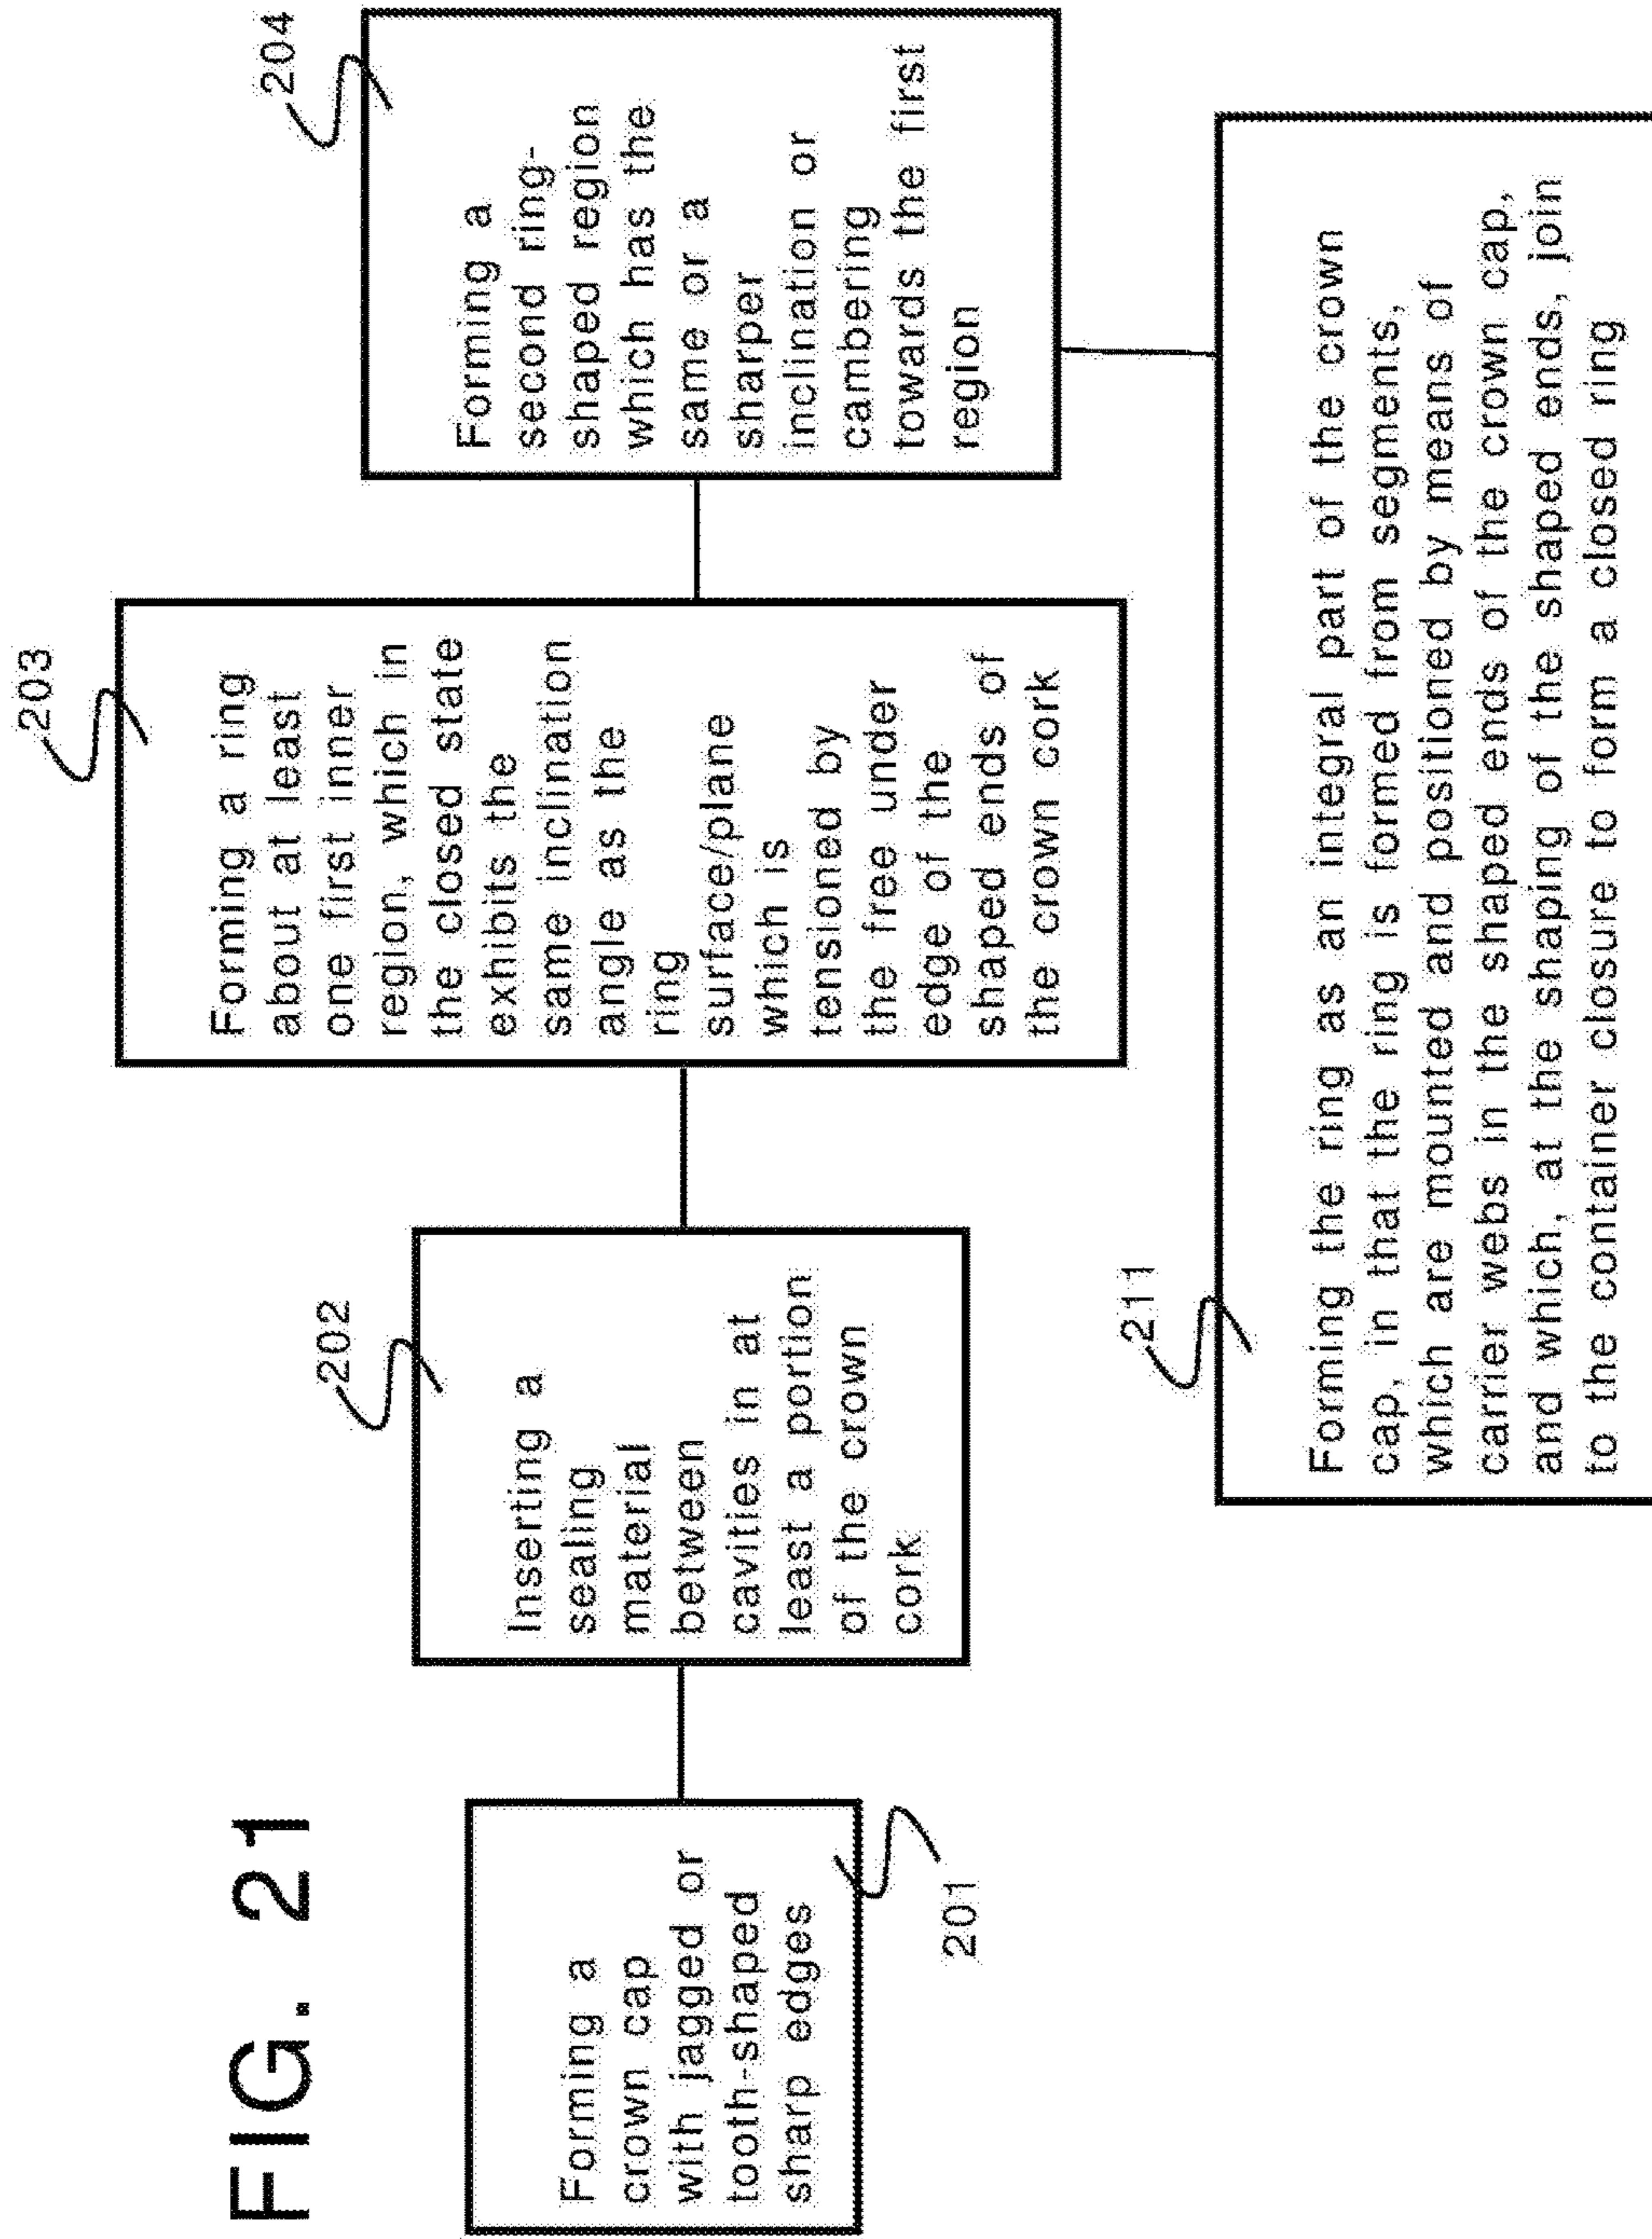 FIG. 21
201
Forming a
crown cap
with jagged or
tooth-shaped
sharp edges
202
Inserting a
sealing
material
between
cavities in at
least a portion
of the crown
cork
203
Forming a ring
about at least
one first inner
region, which in
the closed state
exhibits the
same inclination
angle as the
ring
surface/plane
which is
tensioned by
the free under
edge of the
shaped ends of
the crown cork
204
Forming a
second ring-
shaped region
which has the
same or a
sharper
inclination or
cambering
towards the first
region
211
Forming the ring as an integral part of the crown
cap, in that the ring is formed from segments,
which are mounted and positioned by means of
carrier webs in the shaped ends of the crown cap,
and which, at the shaping of the shaped ends, join
to the container closure to form a closed ring